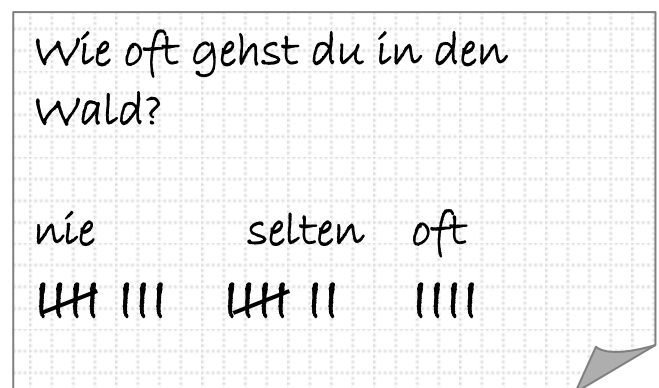 Wie oft gehst du in den
Wald?
nie selten oft